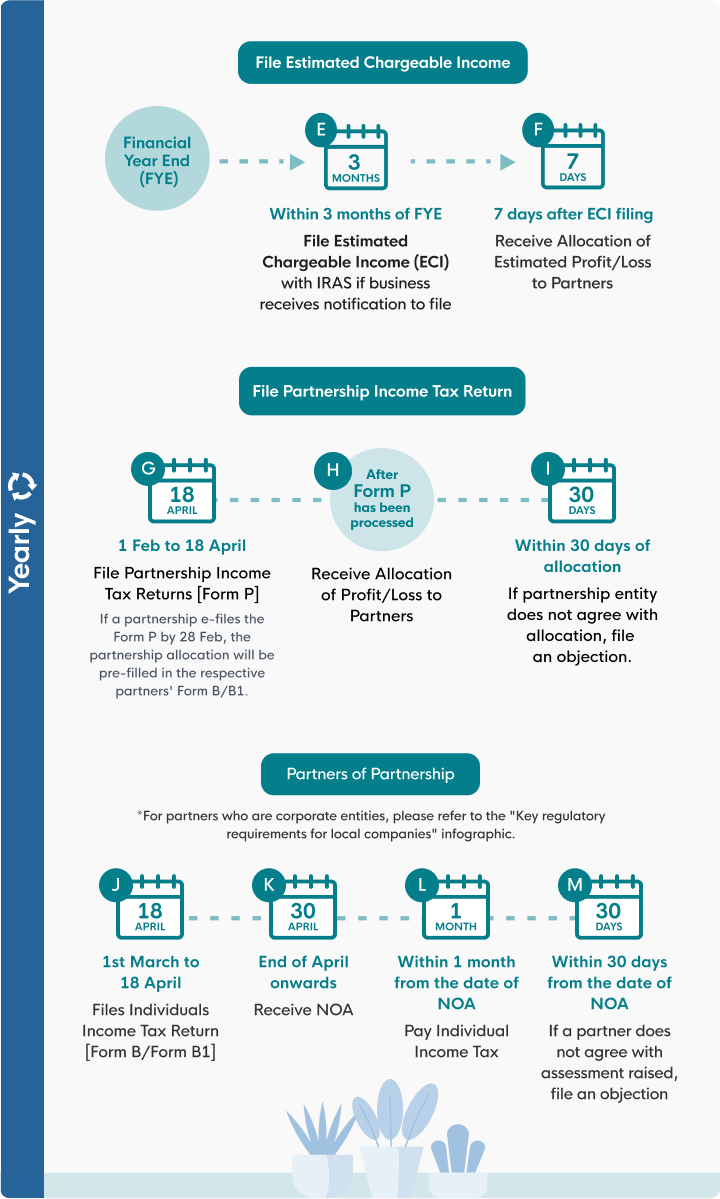 Yearly
File Estimated Chargeable Income
Financial
Year End
(FYE)
E
3
MONTHS
Within 3 months of FYE
File Estimated
Chargeable Income (ECI)
with IRAS if business
receives notification to file
F
7
DAYS
7 days after ECI filing
Receive Allocation of
Estimated Profit/Loss
to Partners
File Partnership Income Tax Return
G
18
APRIL
1 Feb to 18 April
File Partnership Income
Tax Returns [Form P]
If a partnership e-files the
Form P by 28 Feb, the
partnership allocation will be
pre-filled in the respective
partners' Form B/B1.
H
After
Form P
has been
processed
Receive Allocation
of Profit/Loss to
Partners
I
30
DAYS
Within 30 days of
allocation
If partnership entity
does not agree with
allocation, file
an objection.
Partners of Partnership
*For partners who are corporate entities, please refer to the "Key regulatory
requirements for local companies" infographic.
J
18
APRIL
1st March to
18 April
Files Individuals
Income Tax Return
[Form B/Form B1]
K
30
APRIL
End of April
onwards
Receive NOA
L
1
MONTH
Within 1 month
from the date of
NOA
Pay Individual
Income Tax
M
30
DAYS
Within 30 days
from the date of
NOA
If a partner does
not agree with
assessment raised,
file an objection